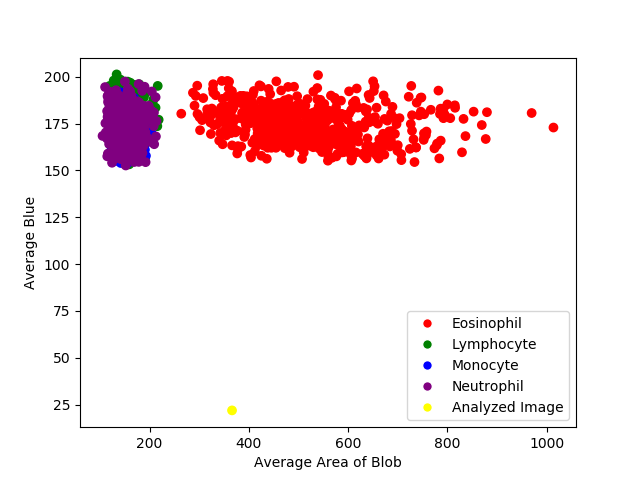 200
175
150
125
100
75
50
25
Average Blue
200
400
600
800
1000
Average Area of Blob
Eosinophil
Lymphocyte
Monocyte
Neutrophil
Analyzed Image